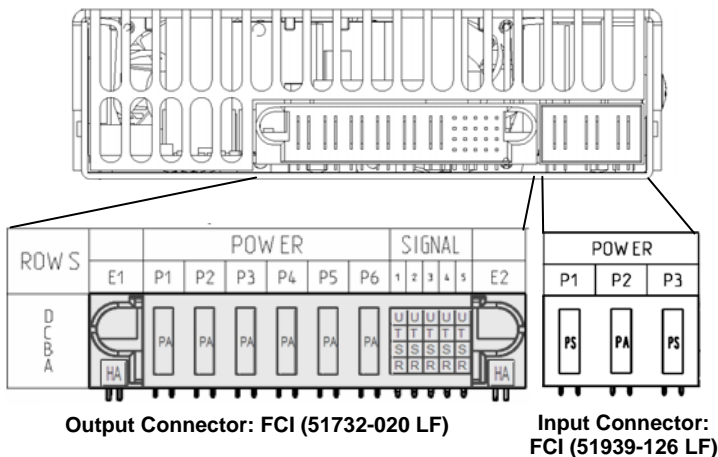 ROWS POWER SIGNAL POWER
E1 P1 P2 P3 P4 P5 P6 1 2 3 4 5 E2 P1 P2 P3
D
C
B
A
U U U U U
T T T T T
PA PA PA PA PA PA S S S S S PS PA PS
HA R R R R R HA
Output Connector: FCI (51732-020 LF)
Input Connector:
FCI (51939-126 LF)